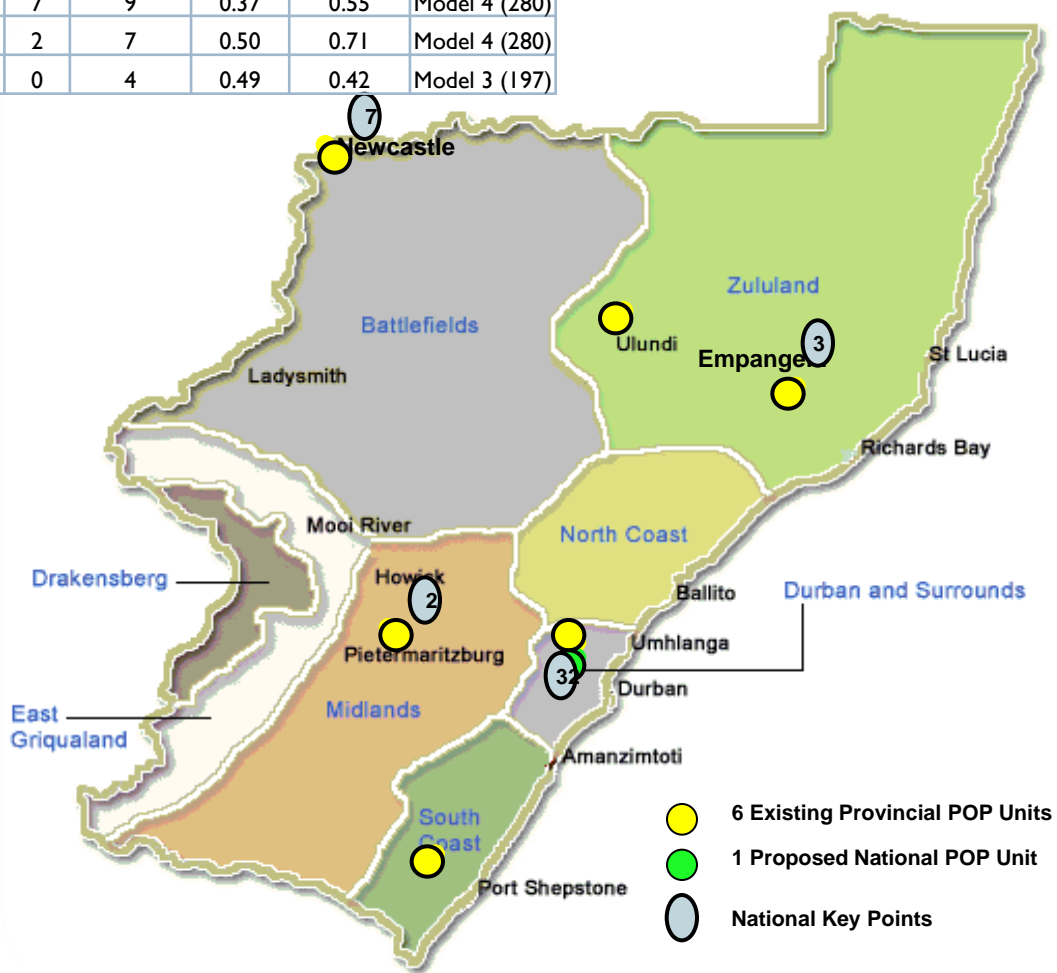 7 9 0.37 0.55 Model 4 (280)
2 7 0.50 0.71 Model 4 (280)
0 4 0.49 0.42 Model 3 (197)
7
Newcastle
Zululand
Battlefields
3
Ulundi
Empangeni
St Lucia
Ladysmith
Richards Bay
Mooi River
North Coast
Drakensberg
Howick
2
Ballito
Durban and Surrounds
Pietermaritzburg
Umhlanga
32
Durban
East
Griqualand
Midlands
Amanzimtoti
South
Coast
Port Shepstone
6 Existing Provincial POP Units
1 Proposed National POP Unit
National Key Points